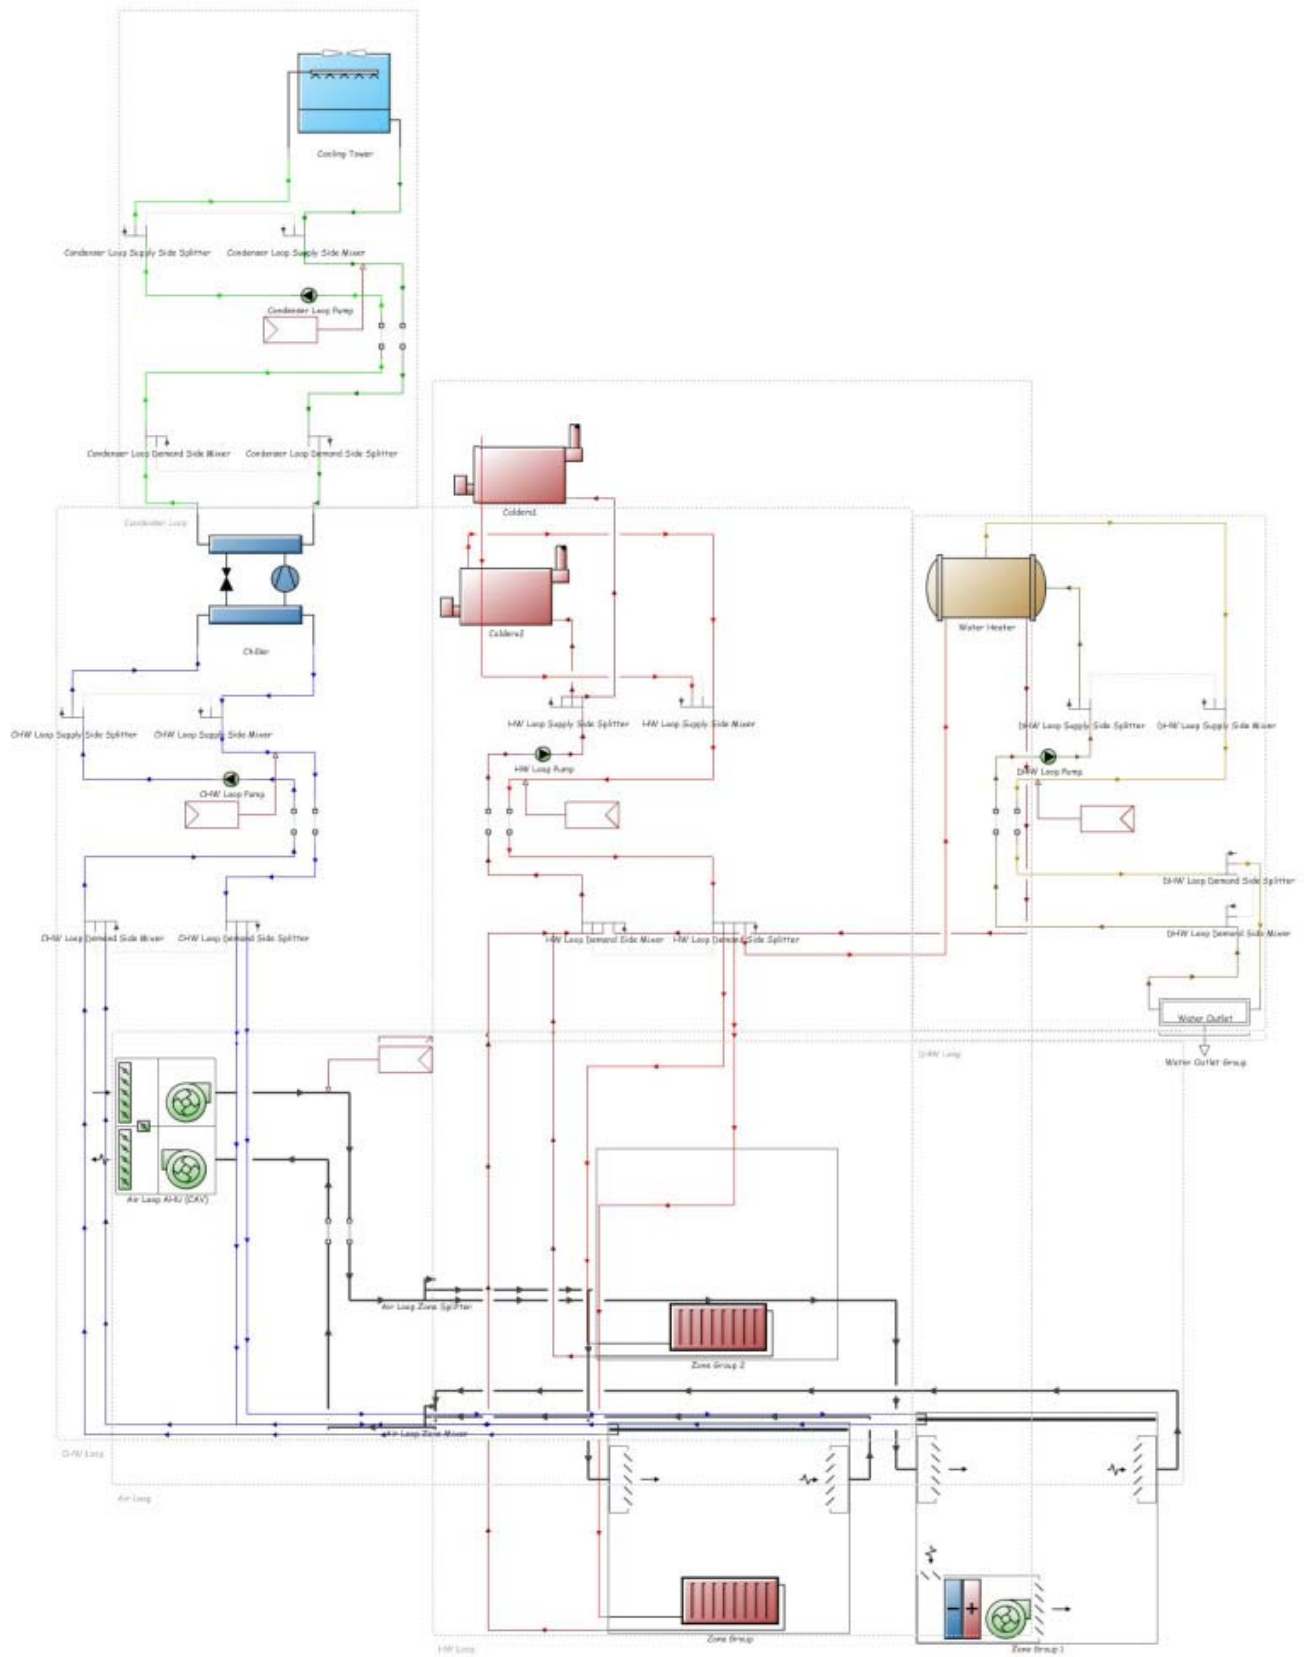 Cooling Tower
Condenser Loop Supply Side Splitter
Condenser Loop Supply Side Mixer
Condenser Loop Pump
Condenser Loop Demand Side Mixer
Condenser Loop Demand Side Splitter
Condenser Loop
Caldera1
Caldera2
Chiller
Water Heater
CHW Loop Supply Side Splitter
CHW Loop Supply Side Mixer
HW Loop Supply Side Splitter
HW Loop Supply Side Mixer
DHW Loop Supply Side Splitter
DHW Loop Supply Side Mixer
CHW Loop Pump
HW Loop Pump
DHW Loop Pump
DHW Loop Demand Side Splitter
CHW Loop Demand Side Mixer
CHW Loop Demand Side Splitter
HW Loop Demand Side Mixer
HW Loop Demand Side Splitter
DHW Loop Demand Side Mixer
Water Outlet
DHW Loop
Water Outlet Group
Air Loop AHU (CAV)
Air Loop Zone Splitter
Zone Group 2
Air Loop Zone Mixer
CHW Loop
Air Loop
Zone Group
HW Loop
Zone Group 1